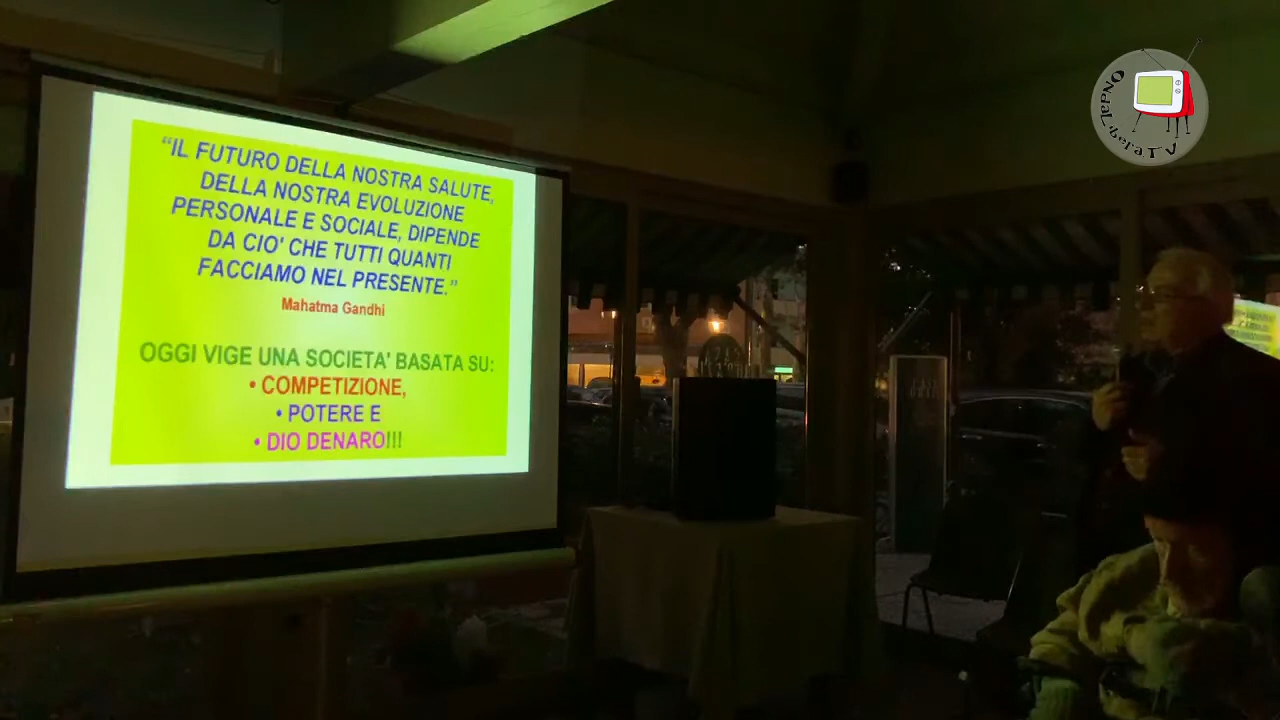 “IL FUTURO DELLA NOSTRA SALUTE,
DELLA NOSTRA EVOLUZIONE
PERSONALE E SOCIALE, DIPENDE
DA CIO' CHE TUTTI QUANTI
FACCIAMO NEL PRESENTE.”
Mahatma Gandhi
OGGI VIGE UNA SOCIETA' BASATA SU:
• COMPETIZIONE,
• POTERE E
• DIO DENARO!!!
OndaLiberaTV